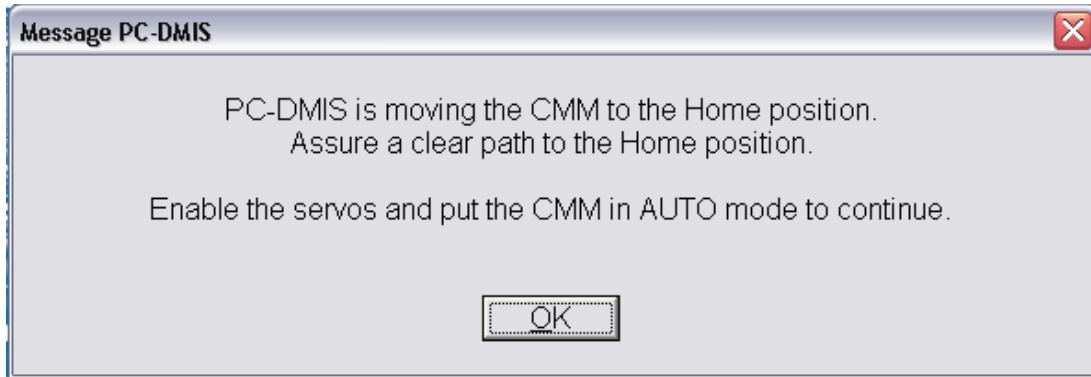 Message PC-DMIS
PC-DMIS is moving the CMM to the Home position.
Assure a clear path to the Home position.
Enable the servos and put the CMM in AUTO mode to continue.
OK